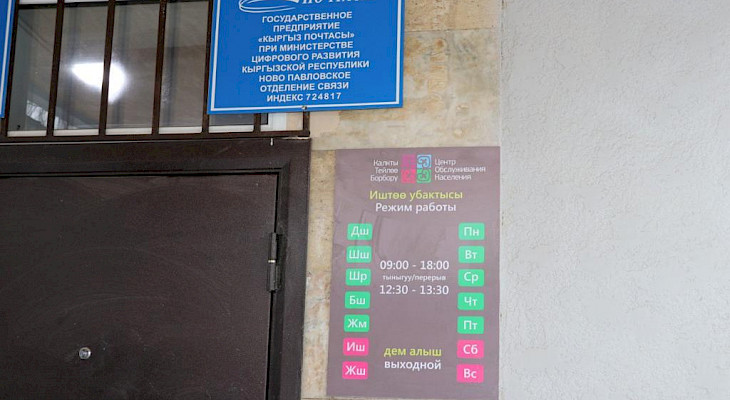 ГОСУДАРСТВЕННОЕ
ПРЕДПРИЯТИЕ
«КЫРГЫЗ ПОЧТАСЫ»
ПРИ МИНИСТЕРСТВЕ
ЦИФРОВОГО РАЗВИТИЯ
КЫРГЫЗСКОЙ РЕСПУБЛИКИ
НОВО ПАВЛОВСКОЕ
ОТДЕЛЕНИЕ СВЯЗИ
ИНДЕКС 724817
Калкты Центр
Тейлөө Обслуживания
Борбору Населения
Иштөө убактысы
Режим работы
Дш Пн
Шш Вт
09:00 - 18:00
Шр тыныгуу/перерыв Ср
12:30 - 13:30
Бш Чт
Жм Пт
Иш дем алыш Сб
Жш выходной Вс